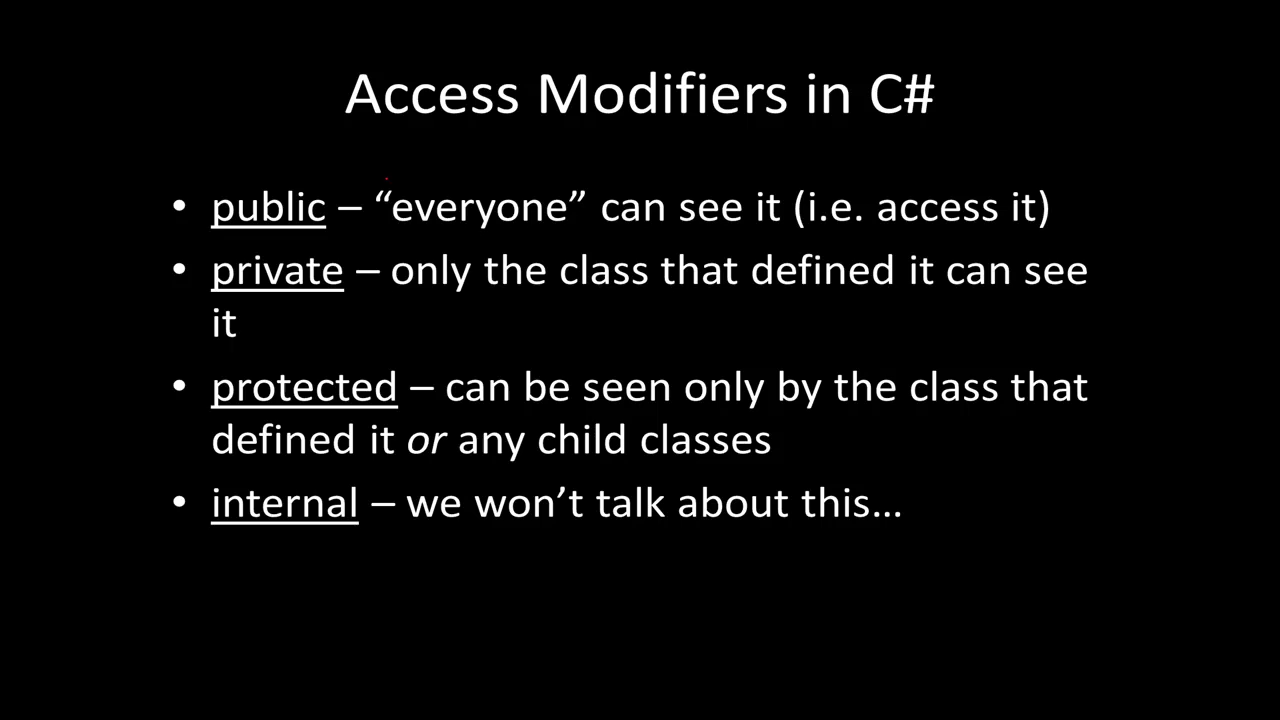 Access Modifiers in C#
• public – “everyone” can see it (i.e. access it)
• private – only the class that defined it can see
it
• protected – can be seen only by the class that
defined it or any child classes
• internal – we won’t talk about this…